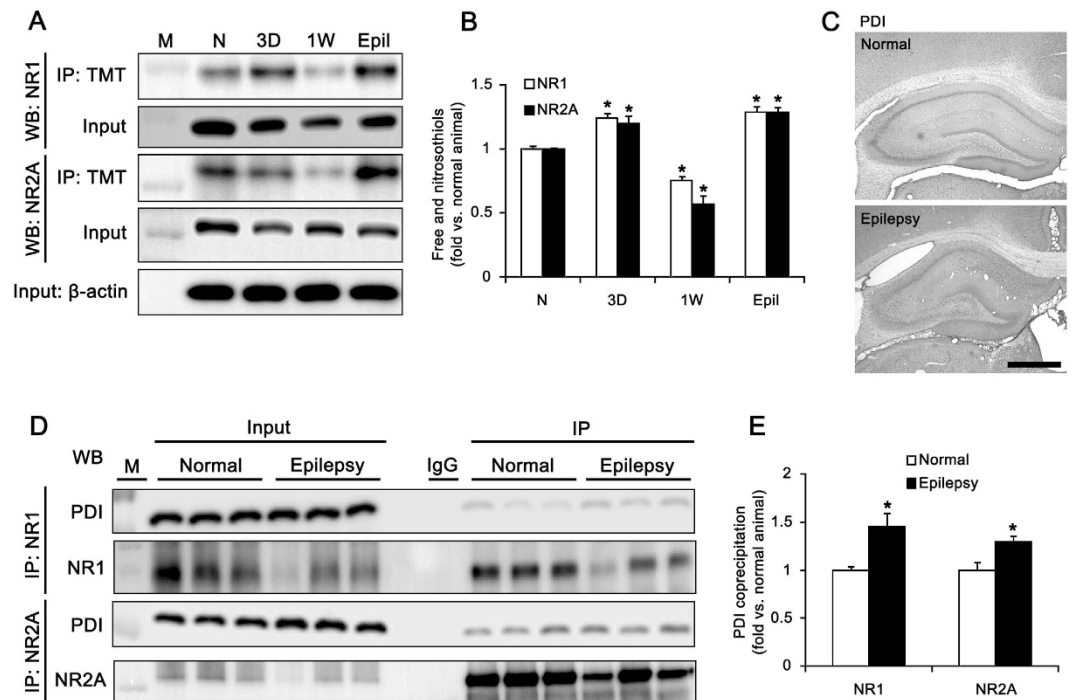 A
M N 3D 1W Epil
WB: NR1
IP: TMT
Input
WB: NR2A
IP: TMT
Input
Input: β-actin
B
Free and nitrosothiols
(fold vs. normal animal)
1.5
1
0.5
0
NR1
NR2A
* * * * * *
N 3D 1W Epil
C PDI
Normal
Epilepsy
D
Input IP
WB M Normal Epilepsy IgG Normal Epilepsy
IP: NR1
PDI
NR1
IP: NR2A
PDI
NR2A
E
Normal
Epilepsy
PDI coprecipitation
(fold vs. normal animal)
2
1.5
1
0.5
0
* *
NR1 NR2A